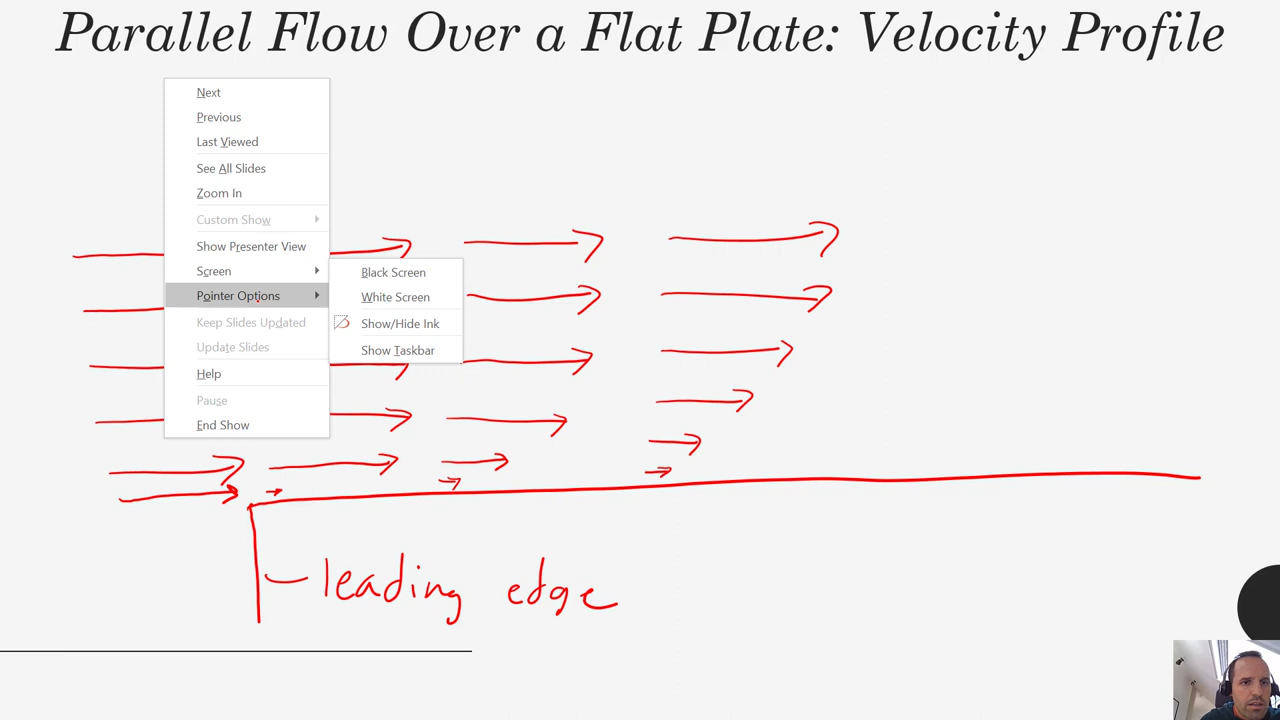 Parallel Flow Over a Flat Plate: Velocity Profile
Next
Previous
Last Viewed
See All Slides
Zoom In
Custom Show
Show Presenter View
Screen
Pointer Options
Keep Slides Updated
Update Slides
Help
Pause
End Show
Black Screen
White Screen
Show/Hide Ink
Show Taskbar
leading edge